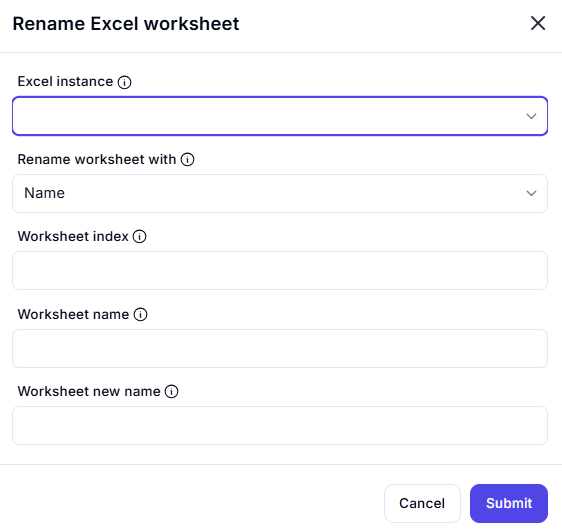 Rename Excel worksheet
Excel instance
Rename worksheet with
Name
Worksheet index
Worksheet name
Worksheet new name
Cancel
Submit